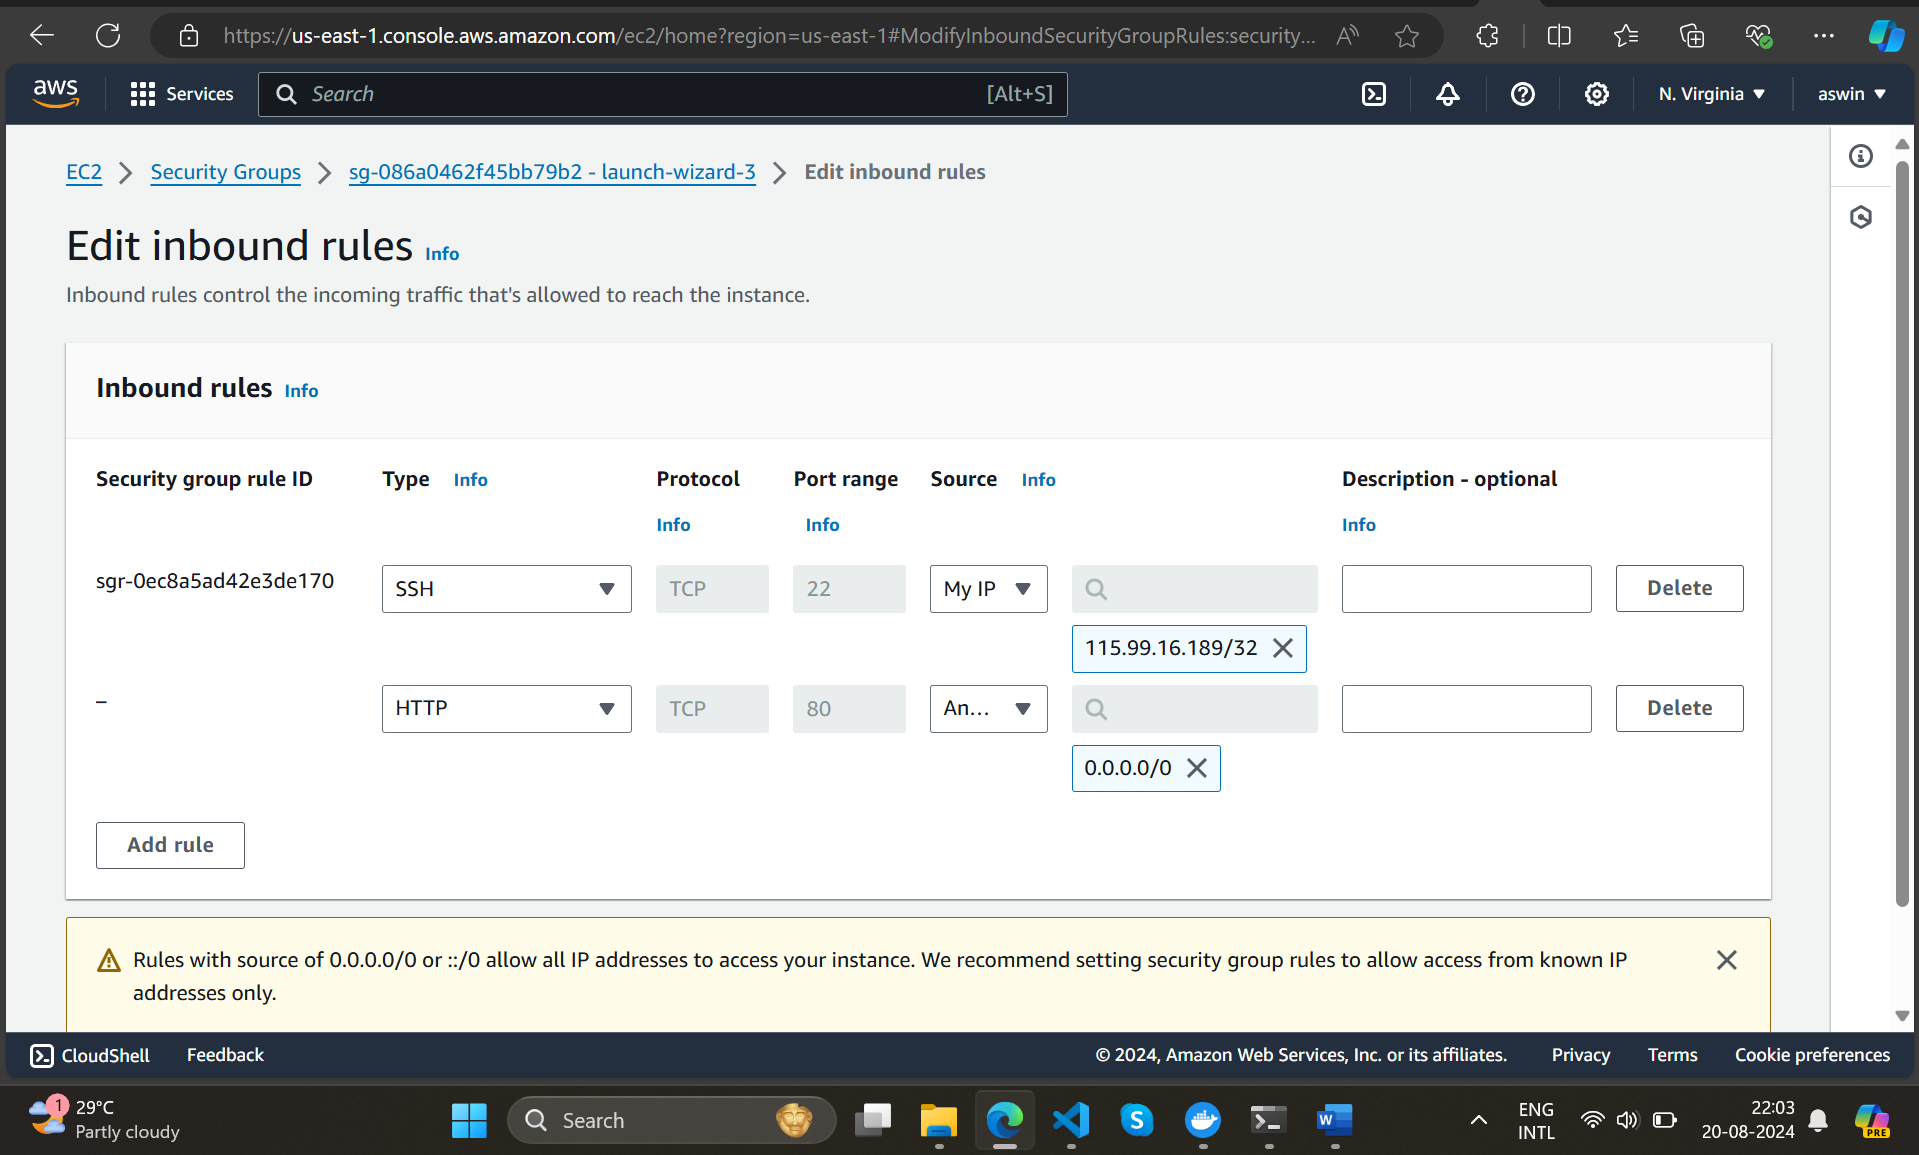 https://us-east-1.console.aws.amazon.com/ec2/home?region=us-east-1#ModifyInboundSecurityGroupRules:security...
aws
Services
Search
[Alt+S]
N. Virginia
aswin
EC2 > Security Groups > sg-086a0462f45bb79b2 - launch-wizard-3 > Edit inbound rules
Edit inbound rules Info
Inbound rules control the incoming traffic that's allowed to reach the instance.
Inbound rules Info
Security group rule ID Type Info Protocol Port range Source Info Description - optional
Info Info Info
sgr-0ec8a5ad42e3de170 SSH TCP 22 My IP Delete
115.99.16.189/32
– HTTP TCP 80 An... Delete
0.0.0.0/0
Add rule
Rules with source of 0.0.0.0/0 or ::/0 allow all IP addresses to access your instance. We recommend setting security group rules to allow access from known IP
addresses only.
CloudShell Feedback © 2024, Amazon Web Services, Inc. or its affiliates. Privacy Terms Cookie preferences
1
29°C
Partly cloudy
Search
ENG
INTL
22:03
20-08-2024
PRE